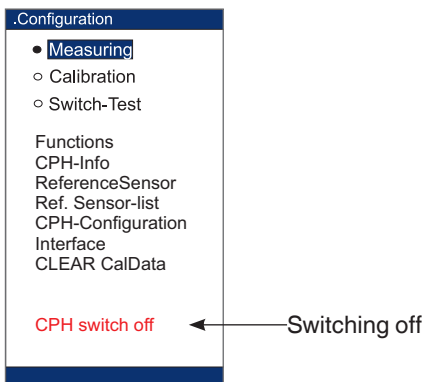 .Configuration
Measuring
Calibration
Switch-Test
Functions
CPH-Info
ReferenceSensor
Ref. Sensor-list
CPH-Configuration
Interface
CLEAR CalData
CPH switch off
Switching off